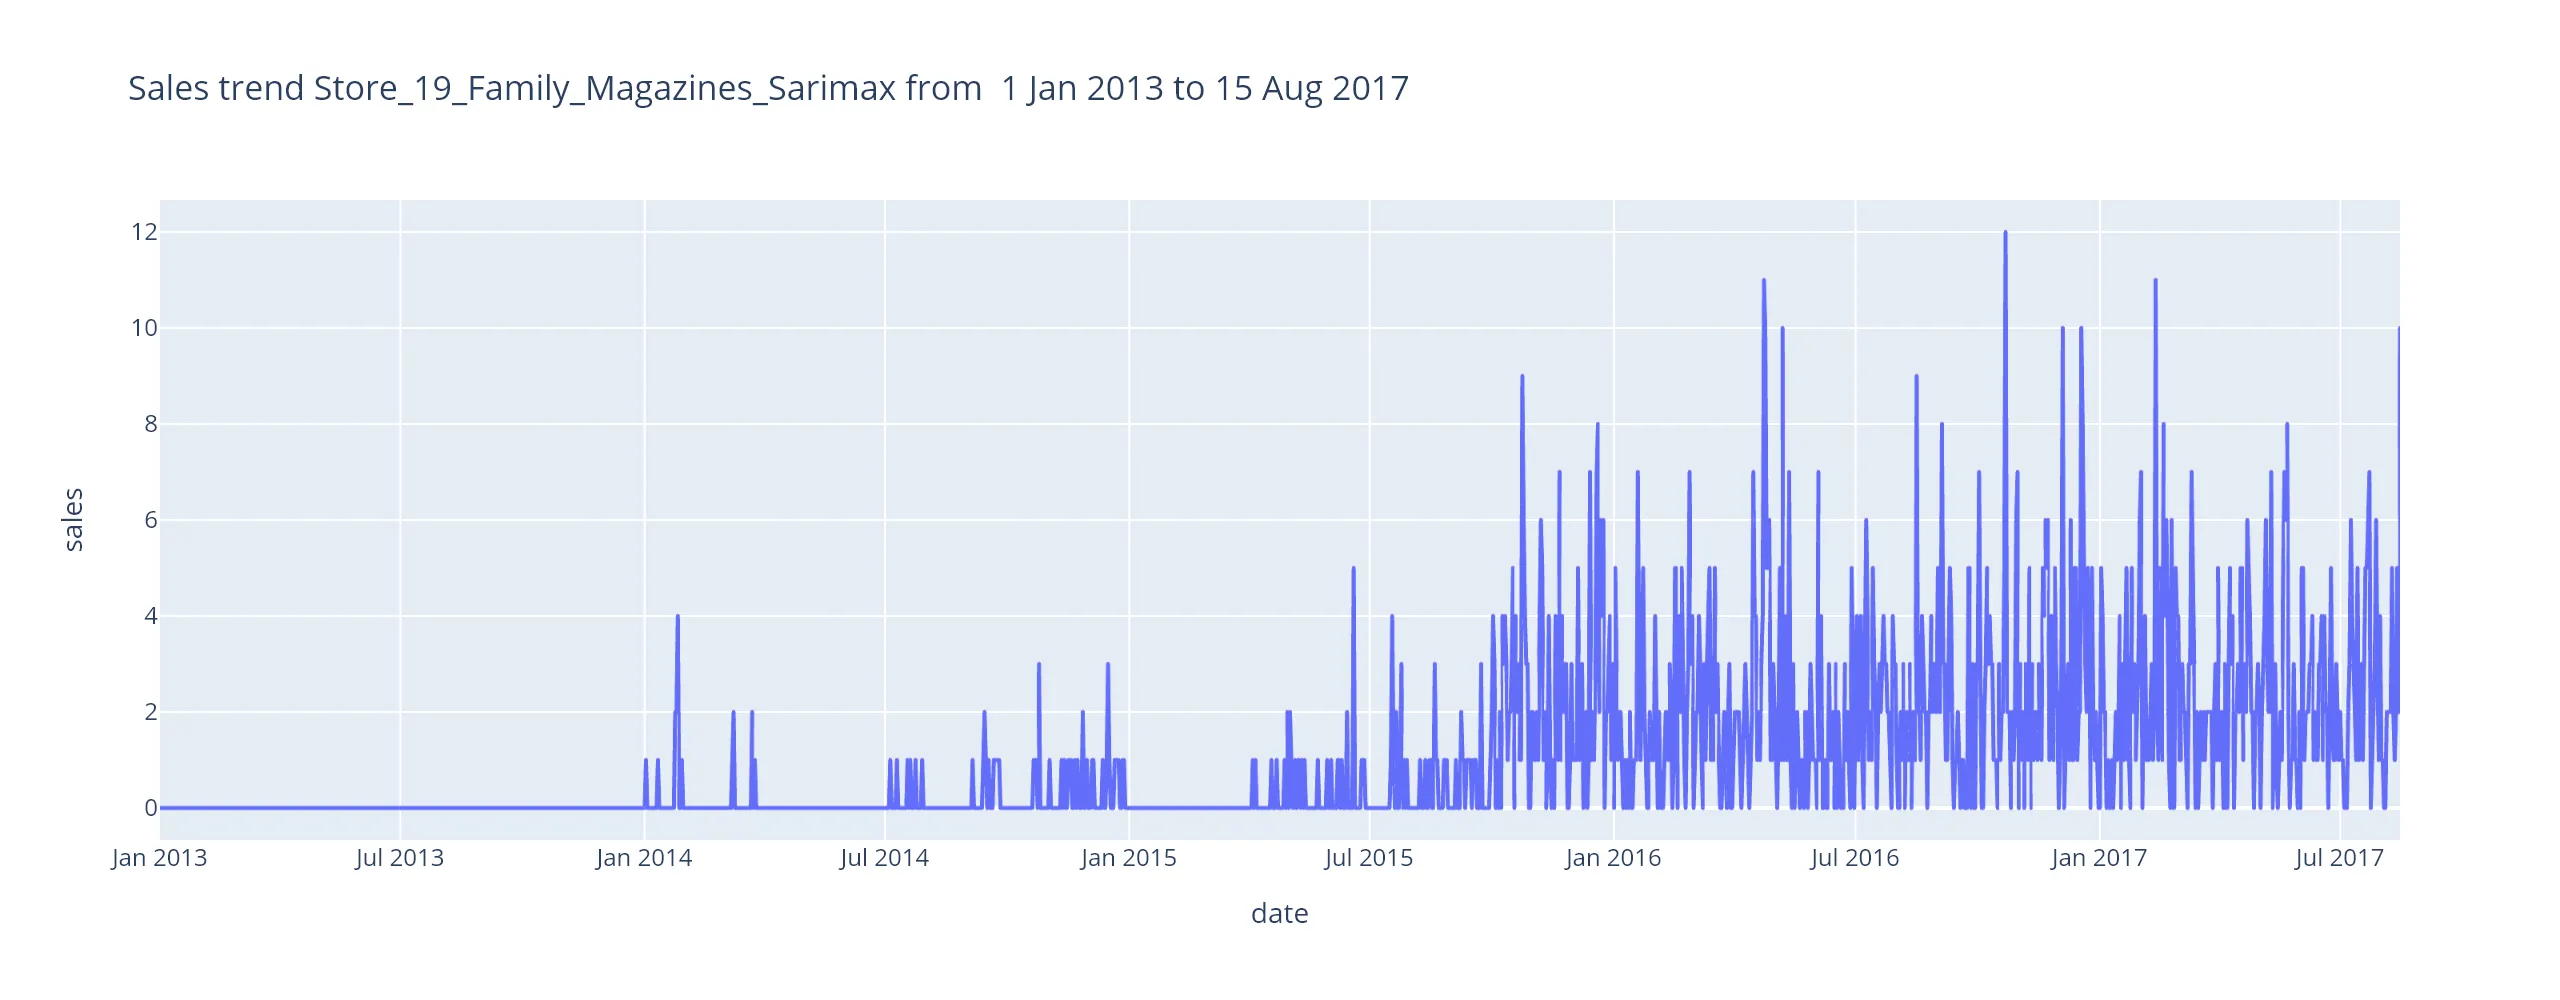 Sales trend Store_19_Family_Magazines_Sarimax from  1 Jan 2013 to 15 Aug 2017
12
10
8
6
4
2
0
sales
Jan 2013 Jul 2013 Jan 2014 Jul 2014 Jan 2015 Jul 2015 Jan 2016 Jul 2016 Jan 2017 Jul 2017
date